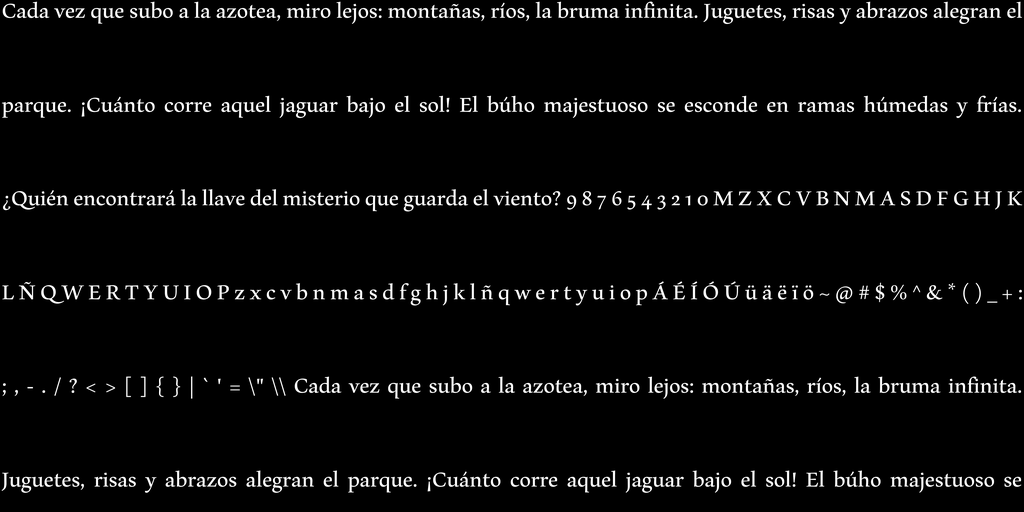 Cada vez que subo a la azotea, miro lejos: montañas, ríos, la bruma infinita. Juguetes, risas y abrazos alegran el
parque. ¡Cuánto corre aquel jaguar bajo el sol! El búho majestuoso se esconde en ramas húmedas y frías.
¿Quién encontrará la llave del misterio que guarda el viento? 9 8 7 6 5 4 3 2 1 0 M Z X C V B N M A S D F G H J K
L Ñ Q W E R T Y U I O P z x c v b n m a s d f g h j k l ñ q w e r t y u i o p Á É Í Ó Ú ü ä ë ï ö ~ @ # $ % ^ & * ( ) _ + :
; , - . / ? < > [ ] { } | ` ' = \" \\ Cada vez que subo a la azotea, miro lejos: montañas, ríos, la bruma infinita.
Juguetes, risas y abrazos alegran el parque. ¡Cuánto corre aquel jaguar bajo el sol! El búho majestuoso se